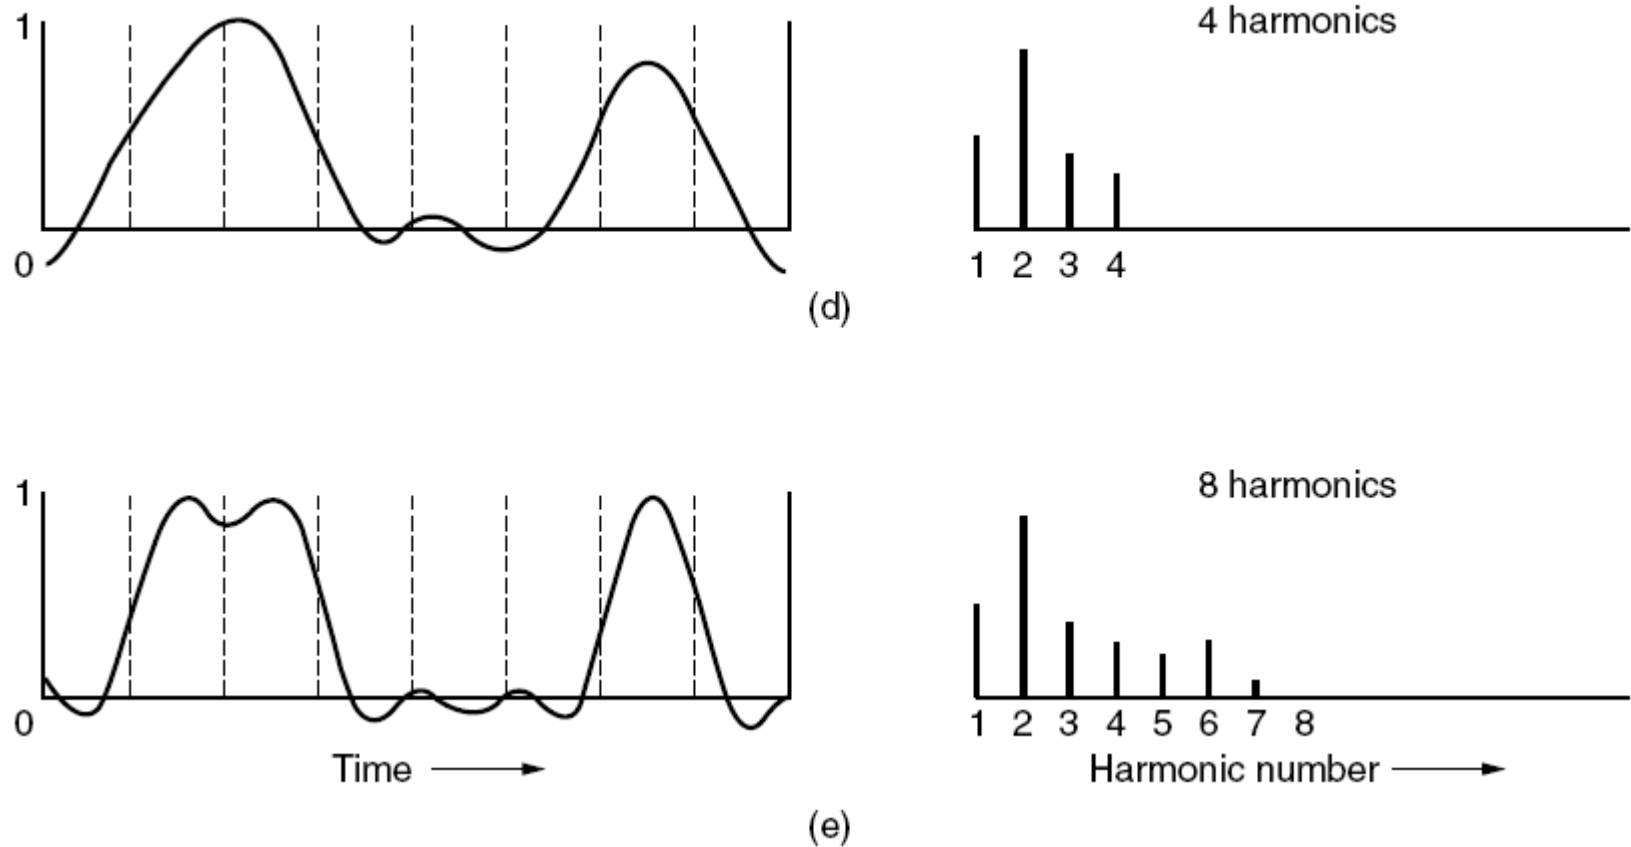 1
0
4 harmonics
1 2 3 4
(d)
1
0
Time
8 harmonics
1 2 3 4 5 6 7 8
Harmonic number
(e)